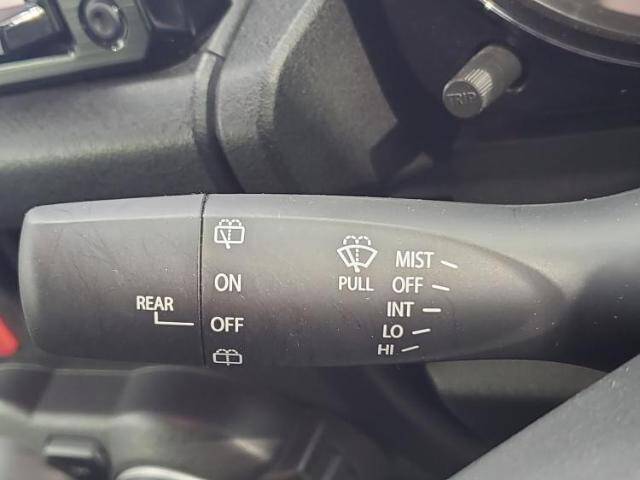 TRIP
REAR
ON
OFF
PULL
MIST
OFF
INT
LO
HI